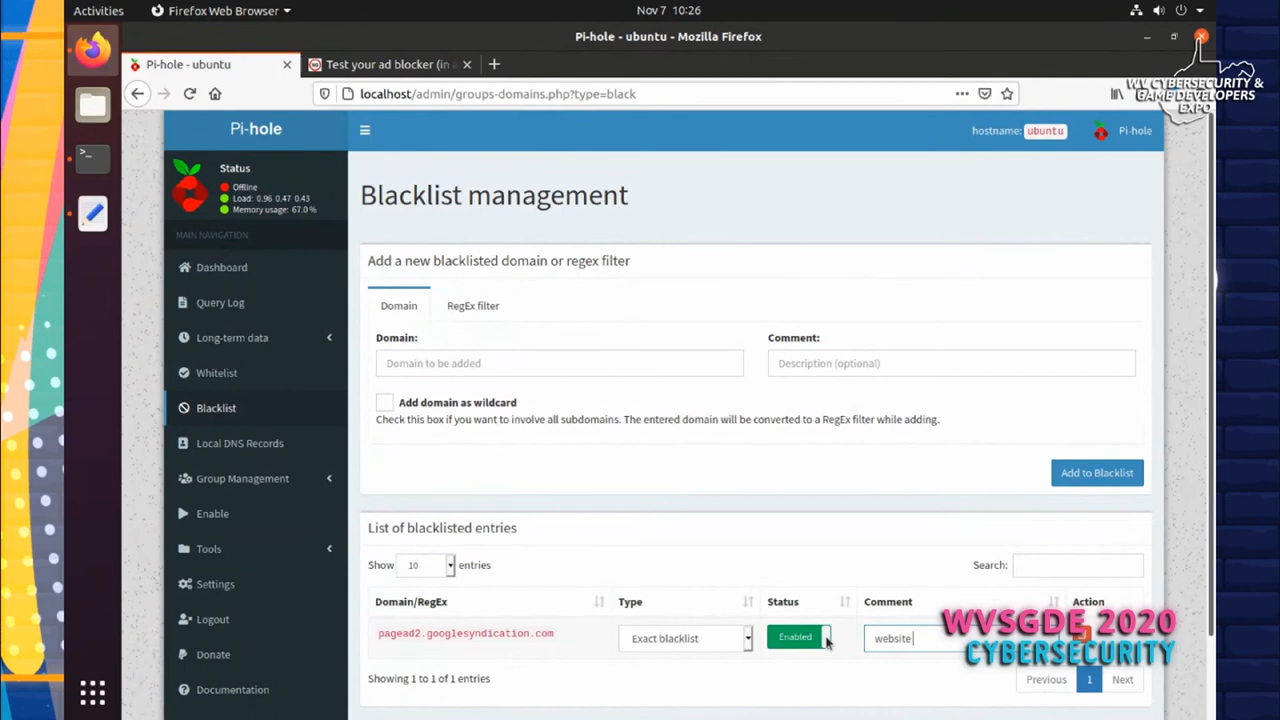 Activities
Firefox Web Browser
Nov 7 10:26
Pi-hole - ubuntu - Mozilla Firefox
Pi-hole - ubuntu
Test your ad blocker (in a
localhost/admin/groups-domains.php?type=black
WV CYBERSECURITY &
GAME DEVELOPERS
EXPO
Pi-hole
hostname: ubuntu
Pi-hole
Status
Offline
Load: 0.96 0.47 0.43
Memory usage: 67.0 %
MAIN NAVIGATION
Dashboard
Query Log
Long-term data
Whitelist
Blacklist
Local DNS Records
Group Management
Enable
Tools
Settings
Logout
Donate
Documentation
Blacklist management
Add a new blacklisted domain or regex filter
Domain
RegEx filter
Domain:
Comment:
Domain to be added
Description (optional)
Add domain as wildcard
Check this box if you want to involve all subdomains. The entered domain will be converted to a RegEx filter while adding.
Add to Blacklist
List of blacklisted entries
Show 10 entries
Search:
Domain/RegEx
Type
Status
Comment
Action
pagead2.googlesyndication.com
Exact blacklist
Enabled
website
Showing 1 to 1 of 1 entries
Previous
1
Next
WVSGDE 2020
CYBERSECURITY